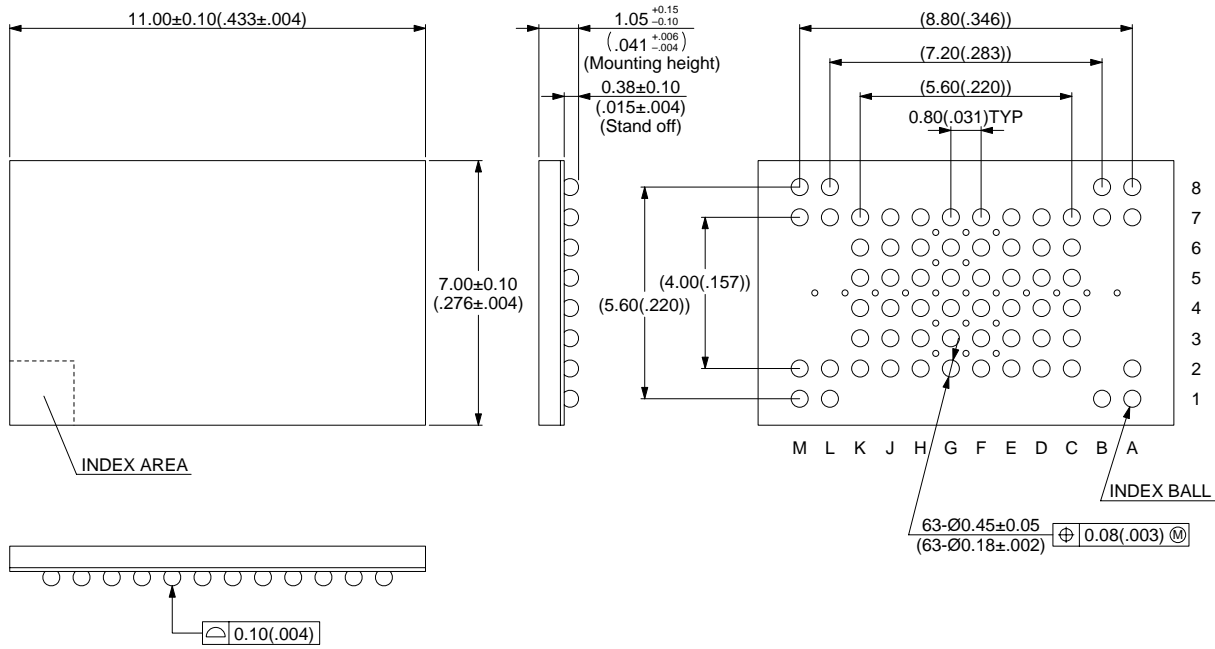 11.00±0.10(.433±.004)
1.05 +0.15 −0.10
(.041 +.006 −.004)
(Mounting height)
0.38±0.10
(.015±.004)
(Stand off)
(8.80(.346))
(7.20(.283))
(5.60(.220))
0.80(.031)TYP
7.00±0.10
(.276±.004)
(5.60(.220))
(4.00(.157))
8
7
6
5
4
3
2
1
M L K J H G F E D C B A
INDEX AREA
INDEX BALL
63-Ø0.45±0.05
(63-Ø0.18±.002)
⌖ 0.08(.003) Ⓜ
⌓ 0.10(.004)